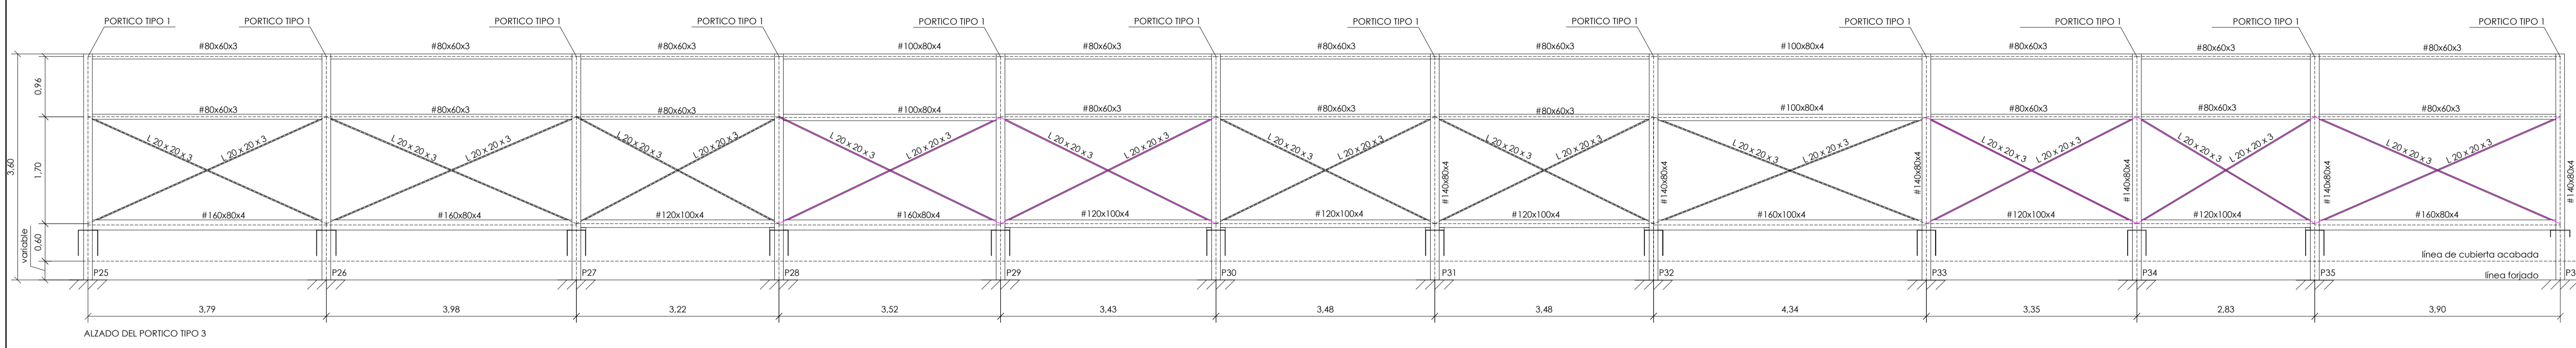 PORTICO TIPO 1 PORTICO TIPO 1 PORTICO TIPO 1 PORTICO TIPO 1 PORTICO TIPO 1 PORTICO TIPO 1 PORTICO TIPO 1 PORTICO TIPO 1 PORTICO TIPO 1 PORTICO TIPO 1 PORTICO TIPO 1 PORTICO TIPO 1
#80x60x3 #80x60x3 #80x60x3 #100x80x4 #80x60x3 #80x60x3 #80x60x3 #100x80x4 #80x60x3 #80x60x3 #80x60x3
0,96
#80x60x3 #80x60x3 #80x60x3 #100x80x4 #80x60x3 #80x60x3 #80x60x3 #100x80x4 #80x60x3 #80x60x3 #80x60x3
L 20 x 20 x 3 L 20 x 20 x 3 L 20 x 20 x 3 L 20 x 20 x 3 L 20 x 20 x 3 L 20 x 20 x 3 L 20 x 20 x 3 L 20 x 20 x 3 L 20 x 20 x 3 L 20 x 20 x 3 L 20 x 20 x 3 L 20 x 20 x 3 L 20 x 20 x 3 L 20 x 20 x 3 L 20 x 20 x 3 L 20 x 20 x 3 L 20 x 20 x 3 L 20 x 20 x 3 L 20 x 20 x 3 L 20 x 20 x 3 L 20 x 20 x 3 L 20 x 20 x 3
3,60
1,70
#140x80x4 #140x80x4 #140x80x4 #140x80x4 #140x80x4 #140x80x4
#160x80x4 #160x80x4 #120x100x4 #160x80x4 #120x100x4 #120x100x4 #120x100x4 #160x100x4 #120x100x4 #120x100x4 #160x80x4
variable
0,60
línea de cubierta acabada
P25 P26 P27 P28 P29 P30 P31 P32 P33 P34 P35 P3
línea forjado
3,79 3,98 3,22 3,52 3,43 3,48 3,48 4,34 3,35 2,83 3,90
ALZADO DEL PORTICO TIPO 3